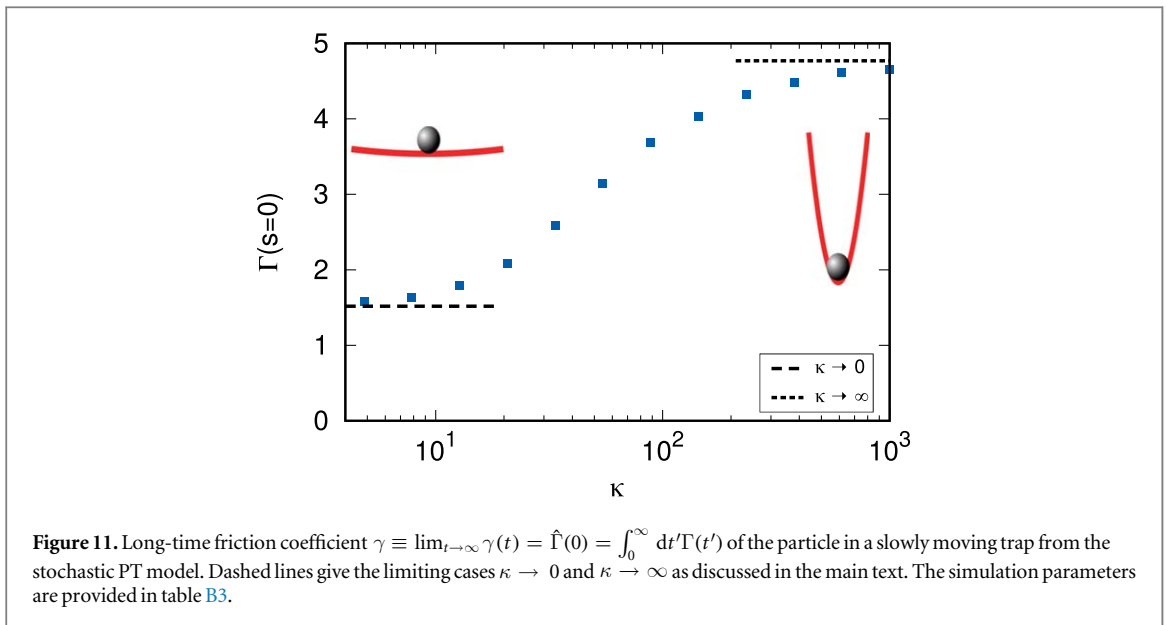 5
4
3
2
1
0
Γ(s=0)
κ → 0
κ → ∞
10¹
10²
10³
κ
Figure 11. Long-time friction coefficient γ ≡ lim_{t→∞} γ(t) = Γ̂(0) = ∫₀^∞ dt′Γ(t′) of the particle in a slowly moving trap from the
stochastic PT model. Dashed lines give the limiting cases κ → 0 and κ → ∞ as discussed in the main text. The simulation parameters
are provided in table B3.